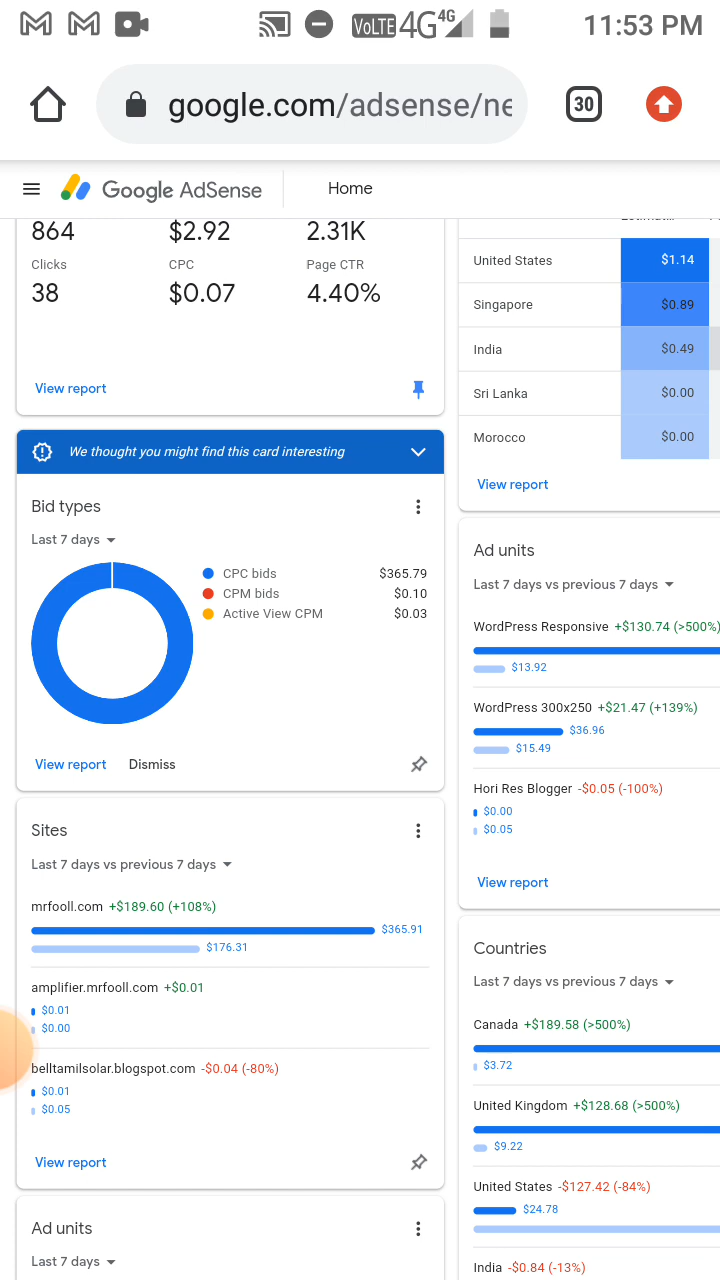 VoLTE 4G 4G 11:53 PM
google.com/adsense/ne
30
Google AdSense Home
864 $2.92 2.31K
Clicks CPC Page CTR
38 $0.07 4.40%
View report
We thought you might find this card interesting
Bid types
Last 7 days
CPC bids $365.79
CPM bids $0.10
Active View CPM $0.03
View report Dismiss
Sites
Last 7 days vs previous 7 days
mrfooll.com +$189.60 (+108%)
$365.91
$176.31
amplifier.mrfooll.com +$0.01
$0.01
$0.00
belltamilsolar.blogspot.com -$0.04 (-80%)
$0.01
$0.05
View report
Ad units
Last 7 days
United States $1.14
Singapore $0.89
India $0.49
Sri Lanka $0.00
Morocco $0.00
View report
Ad units
Last 7 days vs previous 7 days
WordPress Responsive +$130.74 (>500%)
$13.92
WordPress 300x250 +$21.47 (+139%)
$36.96
$15.49
Hori Res Blogger -$0.05 (-100%)
$0.00
$0.05
View report
Countries
Last 7 days vs previous 7 days
Canada +$189.58 (>500%)
$3.72
United Kingdom +$128.68 (>500%)
$9.22
United States -$127.42 (-84%)
$24.78
India -$0.84 (-13%)